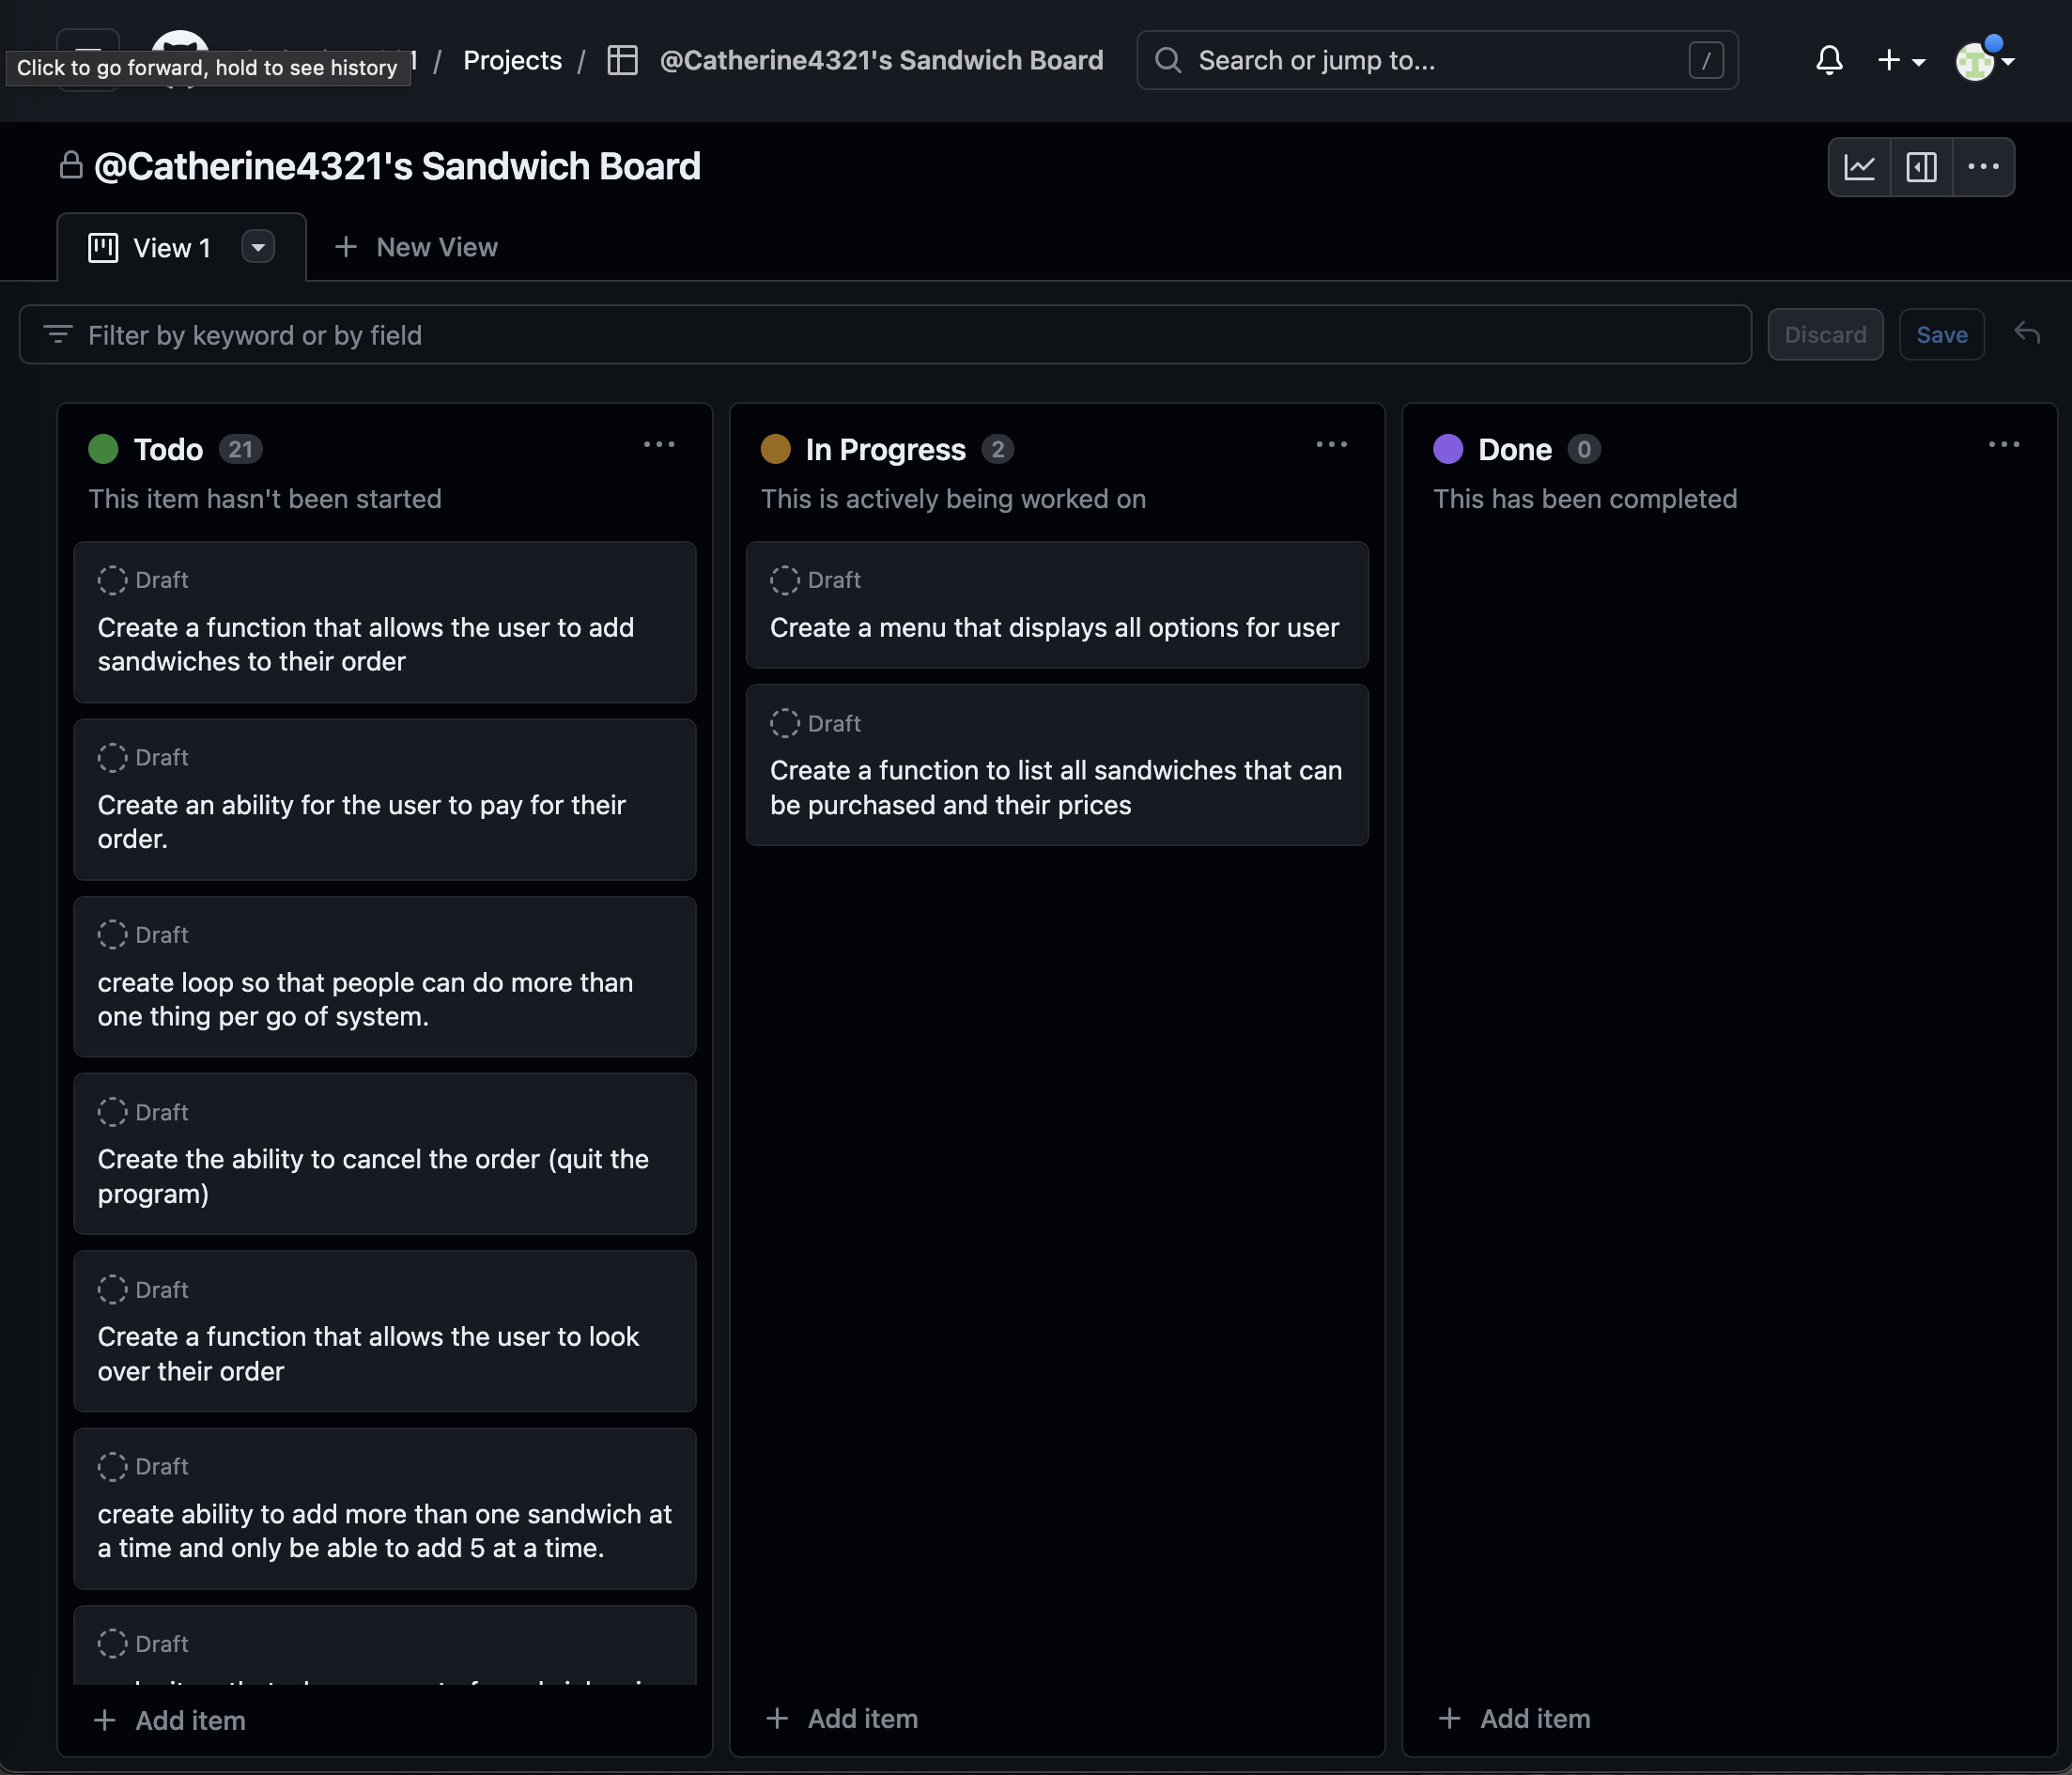 Click to go forward, hold to see history
/ Projects / @Catherine4321's Sandwich Board
Search or jump to...
/
@Catherine4321's Sandwich Board
View 1
New View
Filter by keyword or by field
Discard
Save
Todo 21
This item hasn't been started
Draft
Create a function that allows the user to add
sandwiches to their order
Draft
Create an ability for the user to pay for their
order.
Draft
create loop so that people can do more than
one thing per go of system.
Draft
Create the ability to cancel the order (quit the
program)
Draft
Create a function that allows the user to look
over their order
Draft
create ability to add more than one sandwich at
a time and only be able to add 5 at a time.
Draft
Add item
In Progress 2
This is actively being worked on
Draft
Create a menu that displays all options for user
Draft
Create a function to list all sandwiches that can
be purchased and their prices
Add item
Done 0
This has been completed
Add item